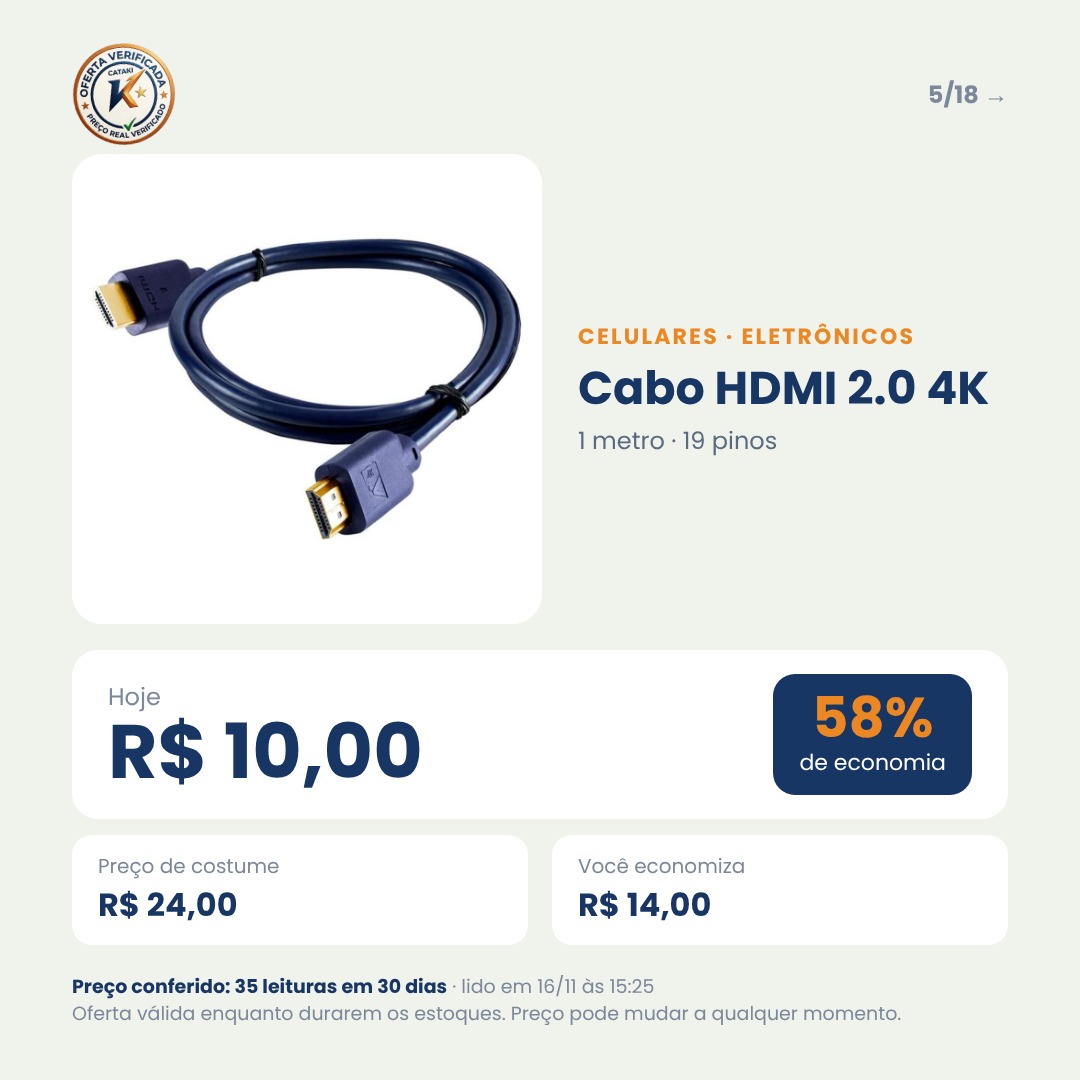 OFERTA VERIFICADA
CATAKI
K
PREÇO REAL VERIFICADO
5/18 →
HDMI
CELULARES · ELETRÔNICOS
Cabo HDMI 2.0 4K
1 metro · 19 pinos
Hoje
R$ 10,00
58%
de economia
Preço de costume
R$ 24,00
Você economiza
R$ 14,00
Preço conferido: 35 leituras em 30 dias · lido em 16/11 às 15:25
Oferta válida enquanto durarem os estoques. Preço pode mudar a qualquer momento.